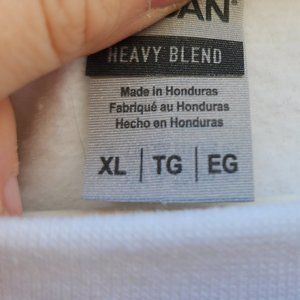 HEAVY BLEND
Made in Honduras
Fabriqué au Honduras
Hecho en Honduras
XL | TG | EG